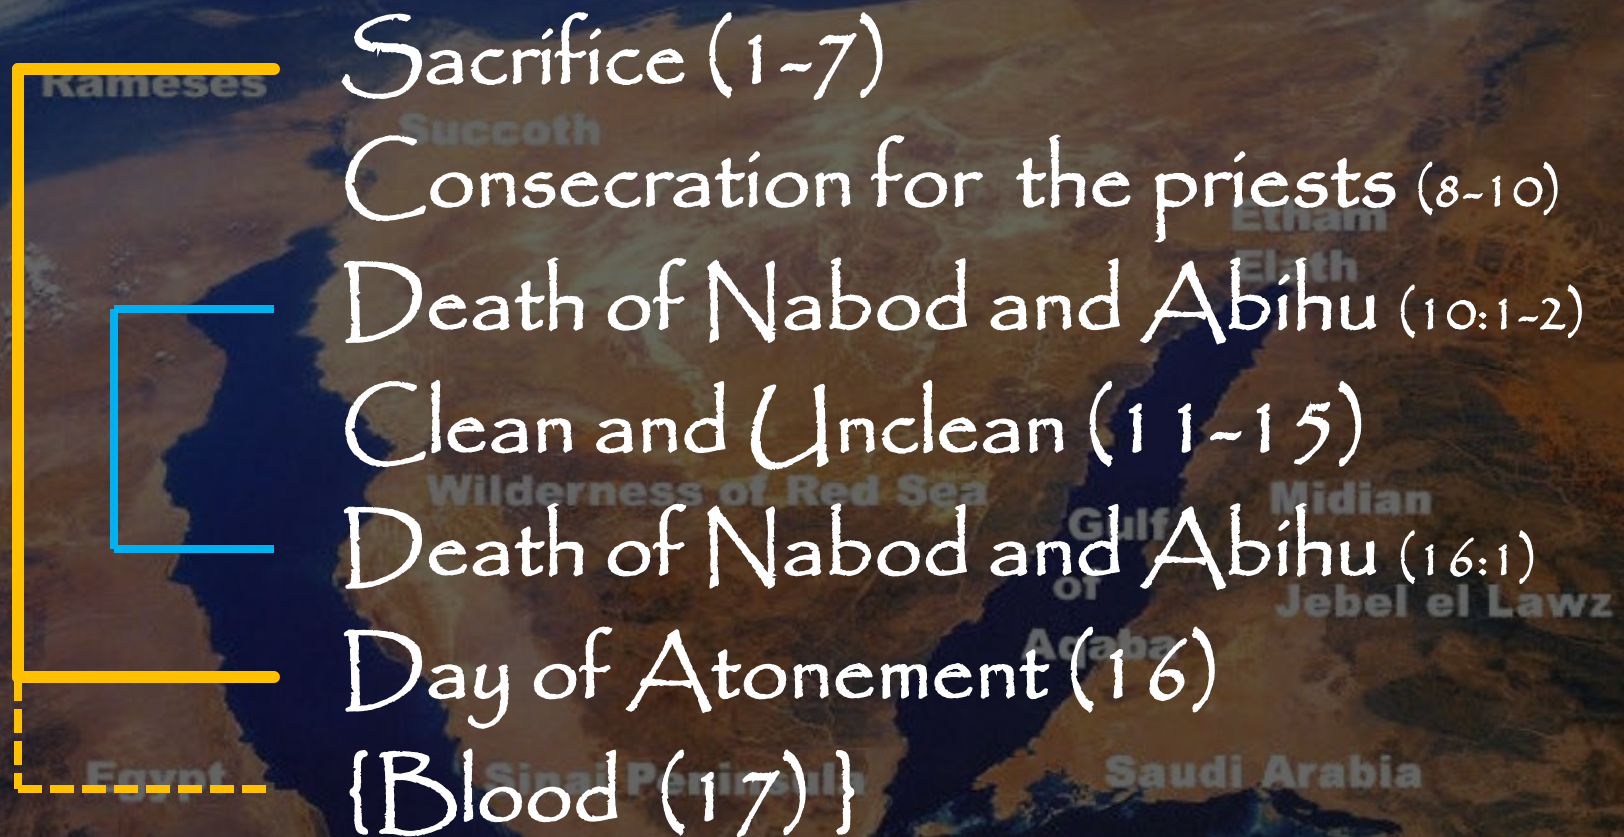 Sacrifice (1-7)
Rameses
Succoth
Consecration for the priests (8-10)
Etham
Elath
Death of Nabod and Abihu (10:1-2)
Clean and Unclean (11-15)
Wilderness of Red Sea
Midian
Gulf
of
Aqaba
Death of Nabod and Abihu (16:1)
Jebel el Lawz
Day of Atonement (16)
Egypt
Sinai Peninsula
Saudi Arabia
{Blood (17) }